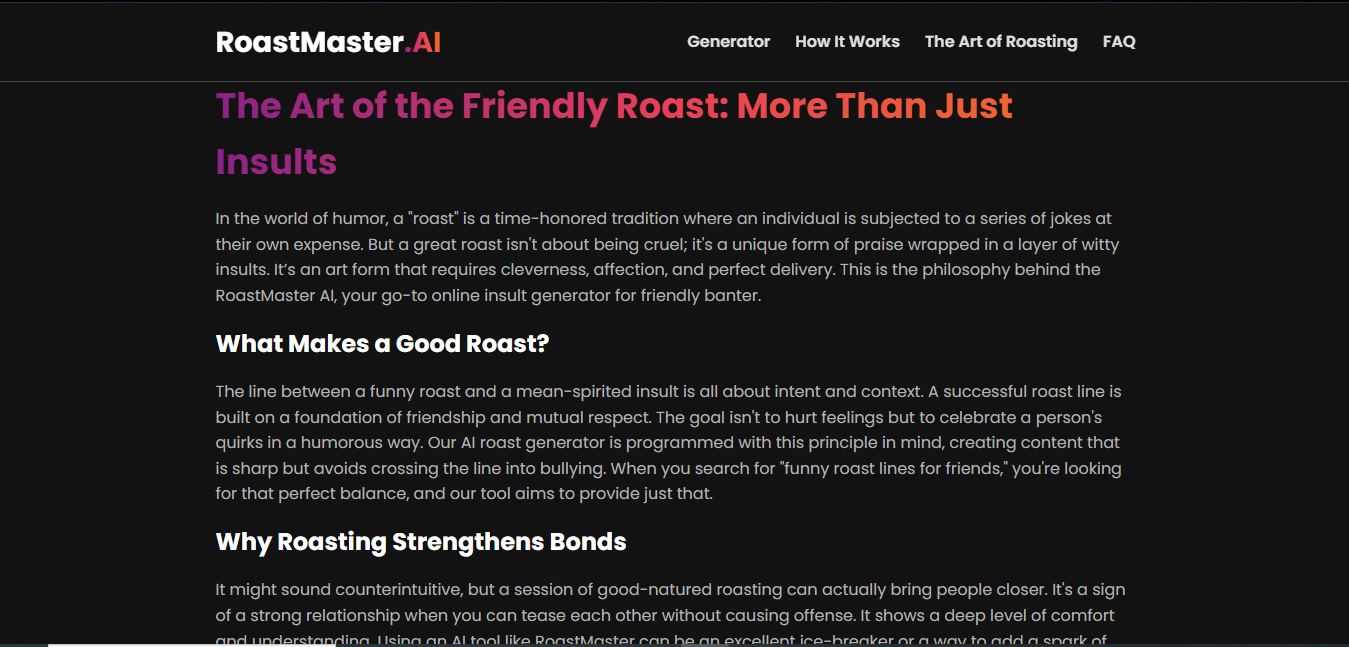 RoastMaster.AI
Generator How It Works The Art of Roasting FAQ
The Art of the Friendly Roast: More Than Just
Insults
In the world of humor, a "roast" is a time-honored tradition where an individual is subjected to a series of jokes at
their own expense. But a great roast isn't about being cruel; it's a unique form of praise wrapped in a layer of witty
insults. It’s an art form that requires cleverness, affection, and perfect delivery. This is the philosophy behind the
RoastMaster AI, your go-to online insult generator for friendly banter.
What Makes a Good Roast?
The line between a funny roast and a mean-spirited insult is all about intent and context. A successful roast line is
built on a foundation of friendship and mutual respect. The goal isn't to hurt feelings but to celebrate a person's
quirks in a humorous way. Our AI roast generator is programmed with this principle in mind, creating content that
is sharp but avoids crossing the line into bullying. When you search for "funny roast lines for friends," you're looking
for that perfect balance, and our tool aims to provide just that.
Why Roasting Strengthens Bonds
It might sound counterintuitive, but a session of good-natured roasting can actually bring people closer. It's a sign
of a strong relationship when you can tease each other without causing offense. It shows a deep level of comfort
and understanding. Using an AI tool like RoastMaster can be an excellent ice-breaker or a way to add a spark of